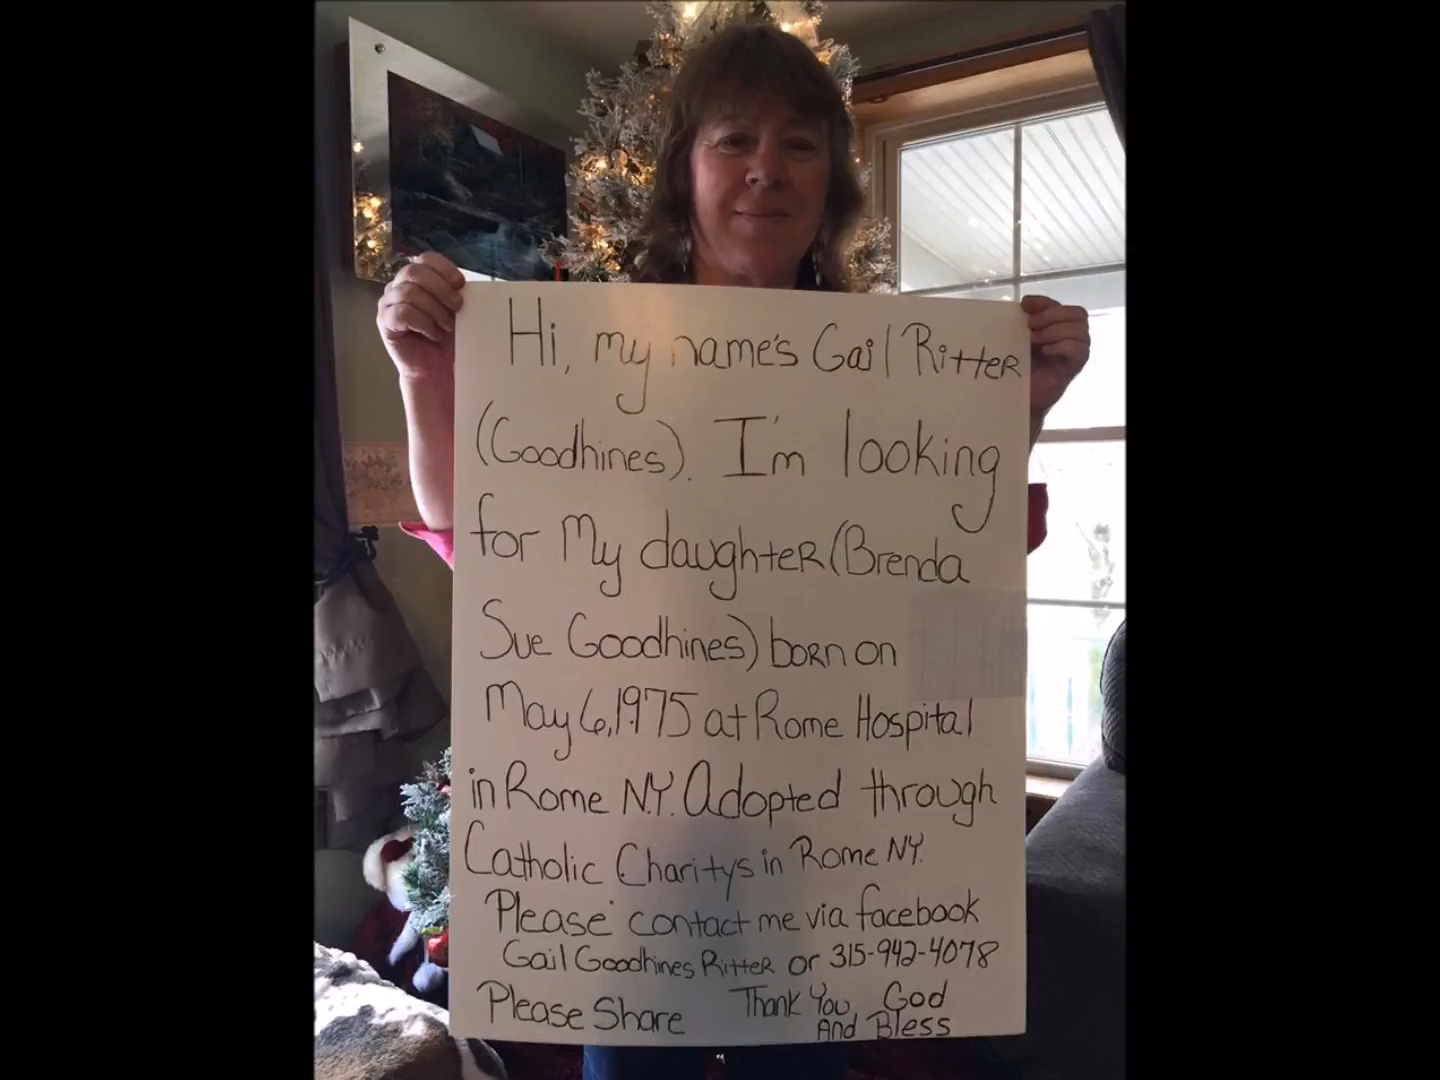 Hi, my name's Gail Ritter
(Goodhines). I'm looking
for My daughter (Brenda
Sue Goodhines) born on
May 6, 1975 at Rome Hospital
in Rome N.Y. Adopted through
Catholic Charitys in Rome NY.
Please contact me via facebook
Gail Goodhines Ritter or 315-942-4078
Please Share Thank You God
And Bless